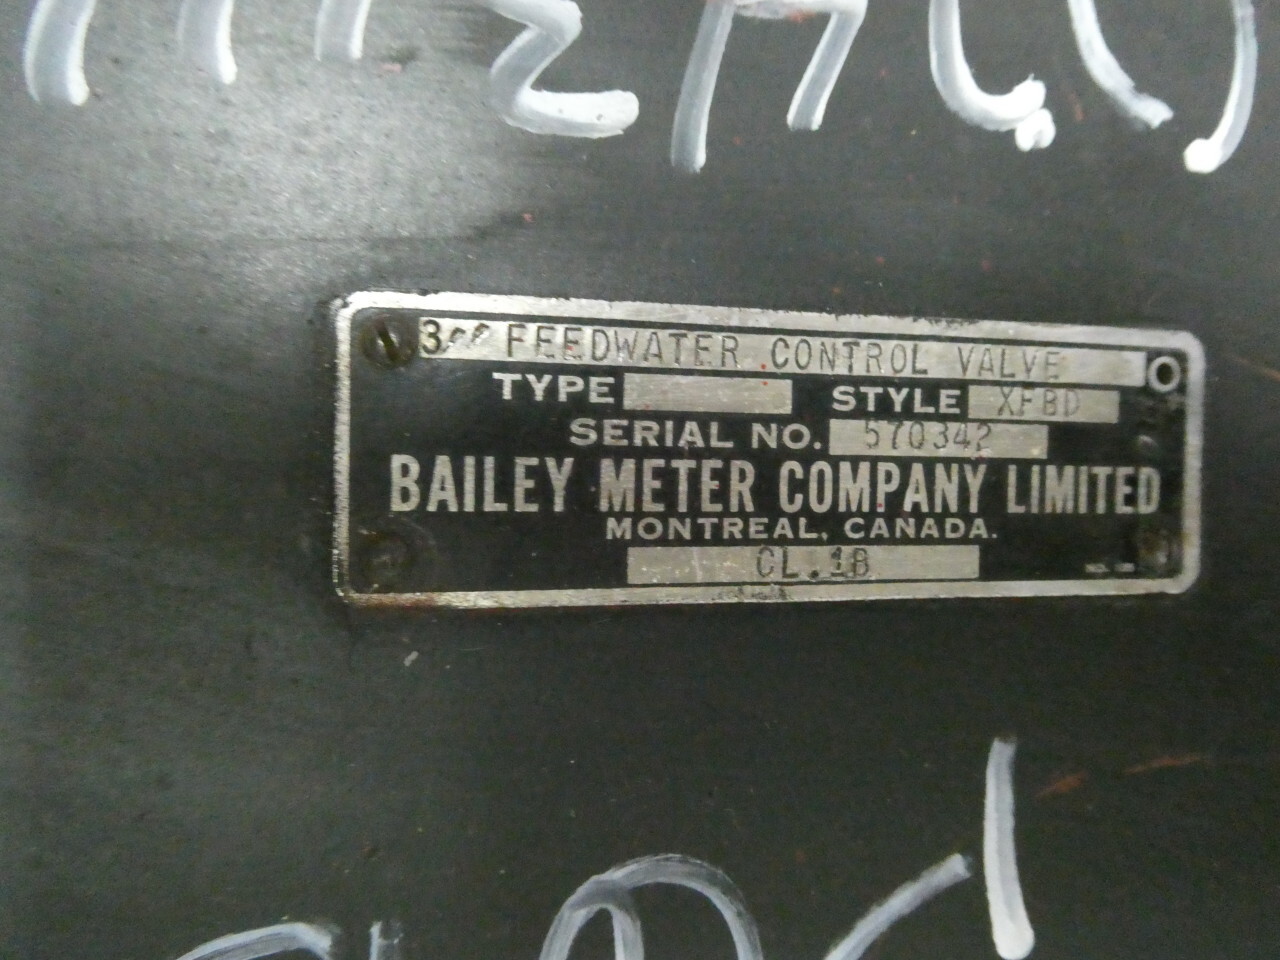 3" FEEDWATER CONTROL VALVE
TYPE STYLE XFBD
SERIAL NO. 570342
BAILEY METER COMPANY LIMITED
MONTREAL, CANADA.
CL.1B